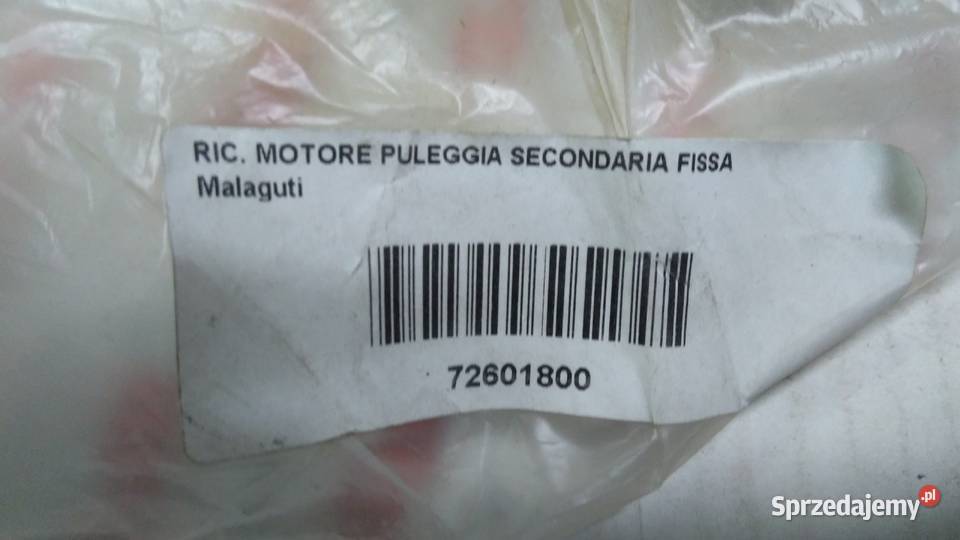 RIC. MOTORE PULEGGIA SECONDARIA FISSA
Malaguti
72601800
Sprzedajemy.pl